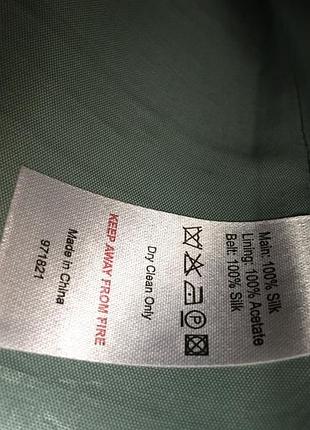 Main: 100% Silk
Lining: 100% Acetate
Belt: 100% Silk
P
Dry Clean Only
KEEP AWAY FROM FIRE
Made in China
971821